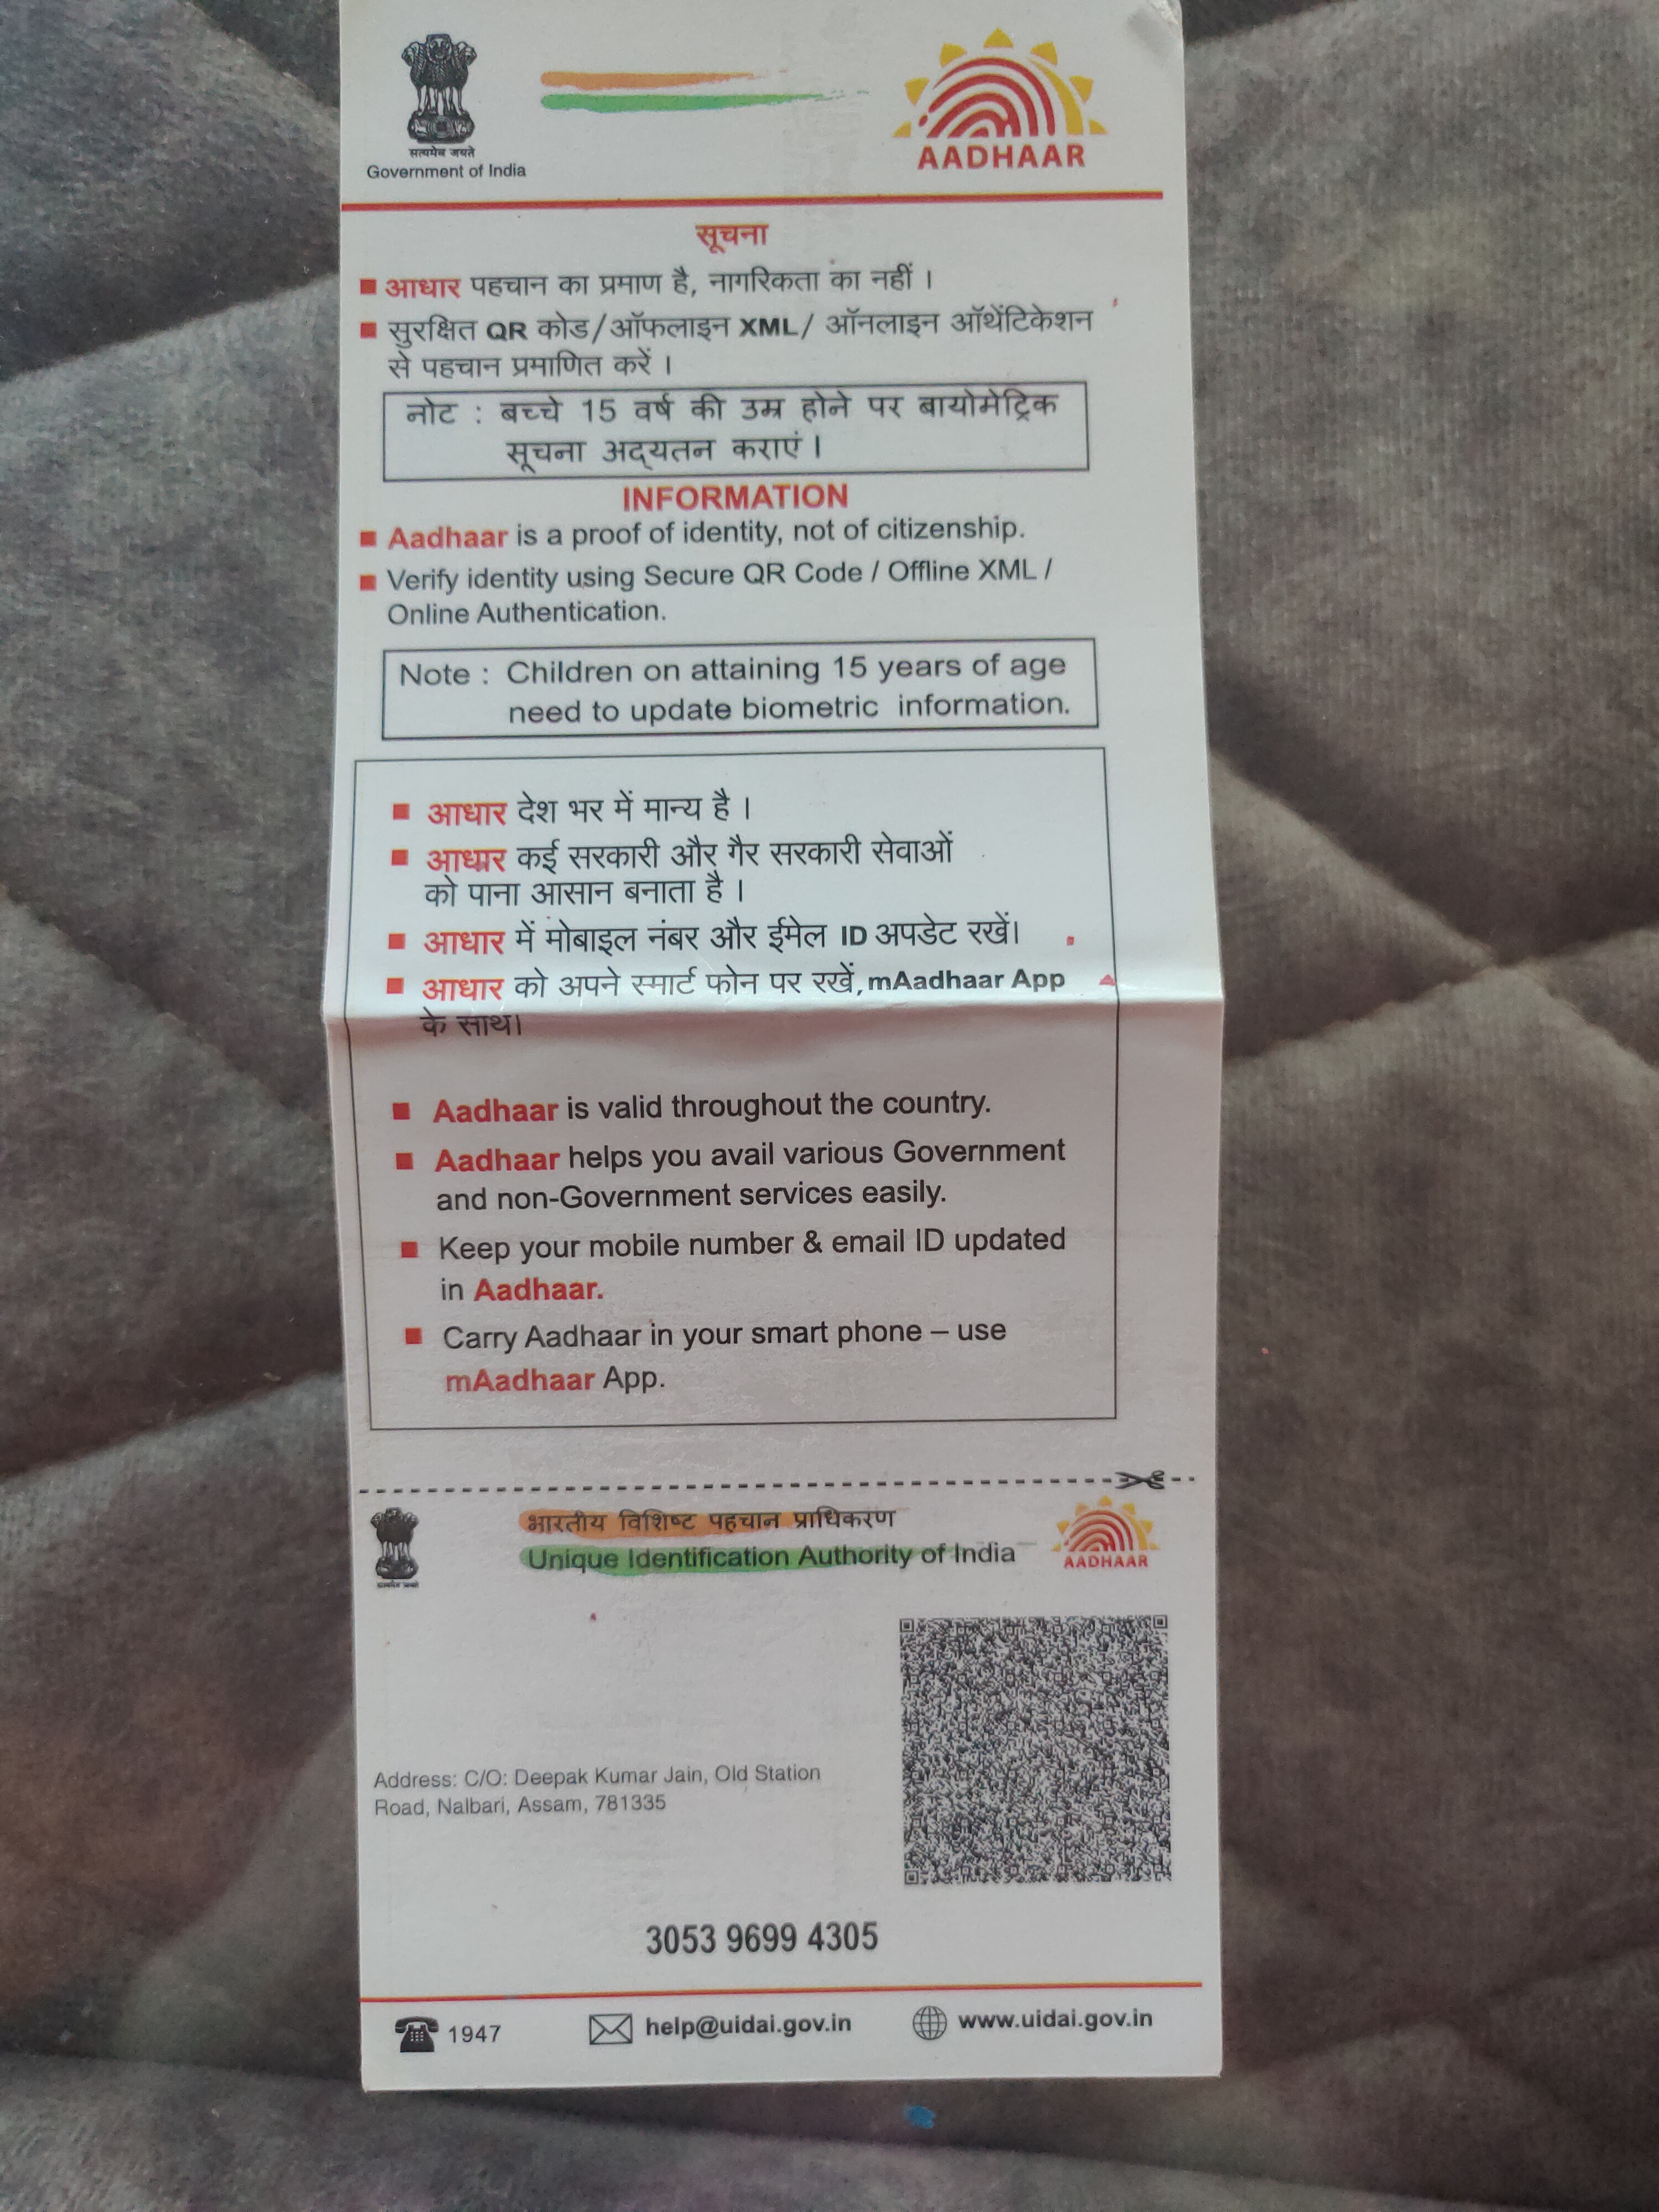 सत्यमेव जयते
Government of India
AADHAAR
सूचना
आधार पहचान का प्रमाण है, नागरिकता का नहीं ।
सुरक्षित QR कोड/ऑफलाइन XML/ ऑनलाइन ऑथेंटिकेशन
से पहचान प्रमाणित करें ।
नोट : बच्चे 15 वर्ष की उम्र होने पर बायोमेट्रिक
सूचना अद्यतन कराएं ।
INFORMATION
Aadhaar is a proof of identity, not of citizenship.
Verify identity using Secure QR Code / Offline XML /
Online Authentication.
Note : Children on attaining 15 years of age
need to update biometric information.
आधार देश भर में मान्य है ।
आधार कई सरकारी और गैर सरकारी सेवाओं
को पाना आसान बनाता है ।
आधार में मोबाइल नंबर और ईमेल ID अपडेट रखें।
आधार को अपने स्मार्ट फोन पर रखें, mAadhaar App
के साथ।
Aadhaar is valid throughout the country.
Aadhaar helps you avail various Government
and non-Government services easily.
Keep your mobile number & email ID updated
in Aadhaar.
Carry Aadhaar in your smart phone – use
mAadhaar App.
भारतीय विशिष्ट पहचान प्राधिकरण
Unique Identification Authority of India
AADHAAR
सत्यमेव जयते
Address: C/O: Deepak Kumar Jain, Old Station
Road, Nalbari, Assam, 781335
3053 9699 4305
1947
help@uidai.gov.in
www.uidai.gov.in